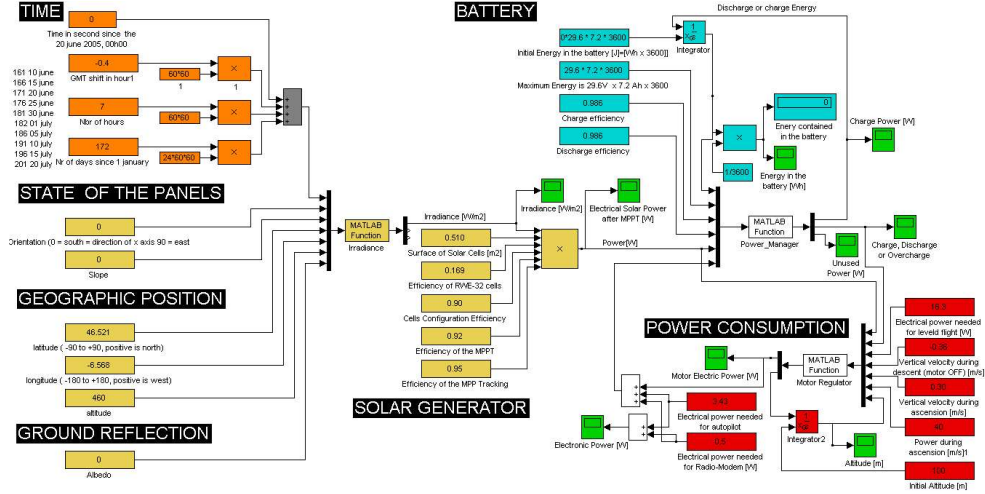 TIME
0
Time in second since the
20 june 2005, 00h00
-0.4
GMT shift in hour1
60*60
1
×
1
161 10 june
166 15 june
171 20 june
176 25 june
181 30 june
182 01 july
186 05 july
191 10 july
196 15 july
201 20 july
7
Nbr of hours
60*60
×
172
Nr of days since 1 january
24*60*60
×
STATE OF THE PANELS
0
Orientation (0 = south = direction of x axis 90 = east
0
Slope
GEOGRAPHIC POSITION
46.521
latitude ( -90 to +90, positive is north)
-6.568
longitude ( -180 to +180, positive is west)
460
altitude
GROUND REFLECTION
0
Albedo
MATLAB
Function
Irradiance
Irradiance [W/m2]
0.510
Surface of Solar Cells [m2]
0.169
Efficiency of RWE-32 cells
0.90
Cells Configuration Efficiency
0.92
Efficiency of the MPPT
0.95
Efficiency of the MPP Tracking
SOLAR GENERATOR
×
Irradiance [W/m2]
Electrical Solar Power
after MPPT [W]
Power[W]
BATTERY
0*29.6 * 7.2 * 3600
Initial Energy in the battery [J]=[Wh x 3600]]
29.6 * 7.2 * 3600
Maximum Energy is 29.6V x 7.2 Ah x 3600
0.986
Charge efficiency
0.986
Discharge efficiency
Discharge or charge Energy
Integrator
×
1/3600
0
Enery contained
in the battery
Energy in the
battery [Wh]
Charge Power [W]
MATLAB
Function
Power_Manager
Unused
Power [W]
Charge, Discharge
or Overcharge
POWER CONSUMPTION
Motor Electric Power [W]
MATLAB
Function
Motor Regulator
Electrical power needed
for leveld flight [W]
Vertical velocity during
descent (motor OFF) [m/s]
Vertical velocity during
ascension [m/s]
40
Power during
ascension [m/s]1
100
Initial Altitude [m]
Electrical power needed
for autopilot
0.5
Electrical power needed
for Radio-Modem [W]
Electronic Power [W]
Integrator2
Altitude [m]